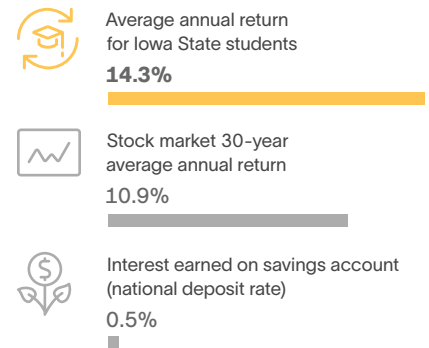 Average annual return
for Iowa State students
14.3%
Stock market 30-year
average annual return
10.9%
$
Interest earned on savings account
(national deposit rate)
0.5%